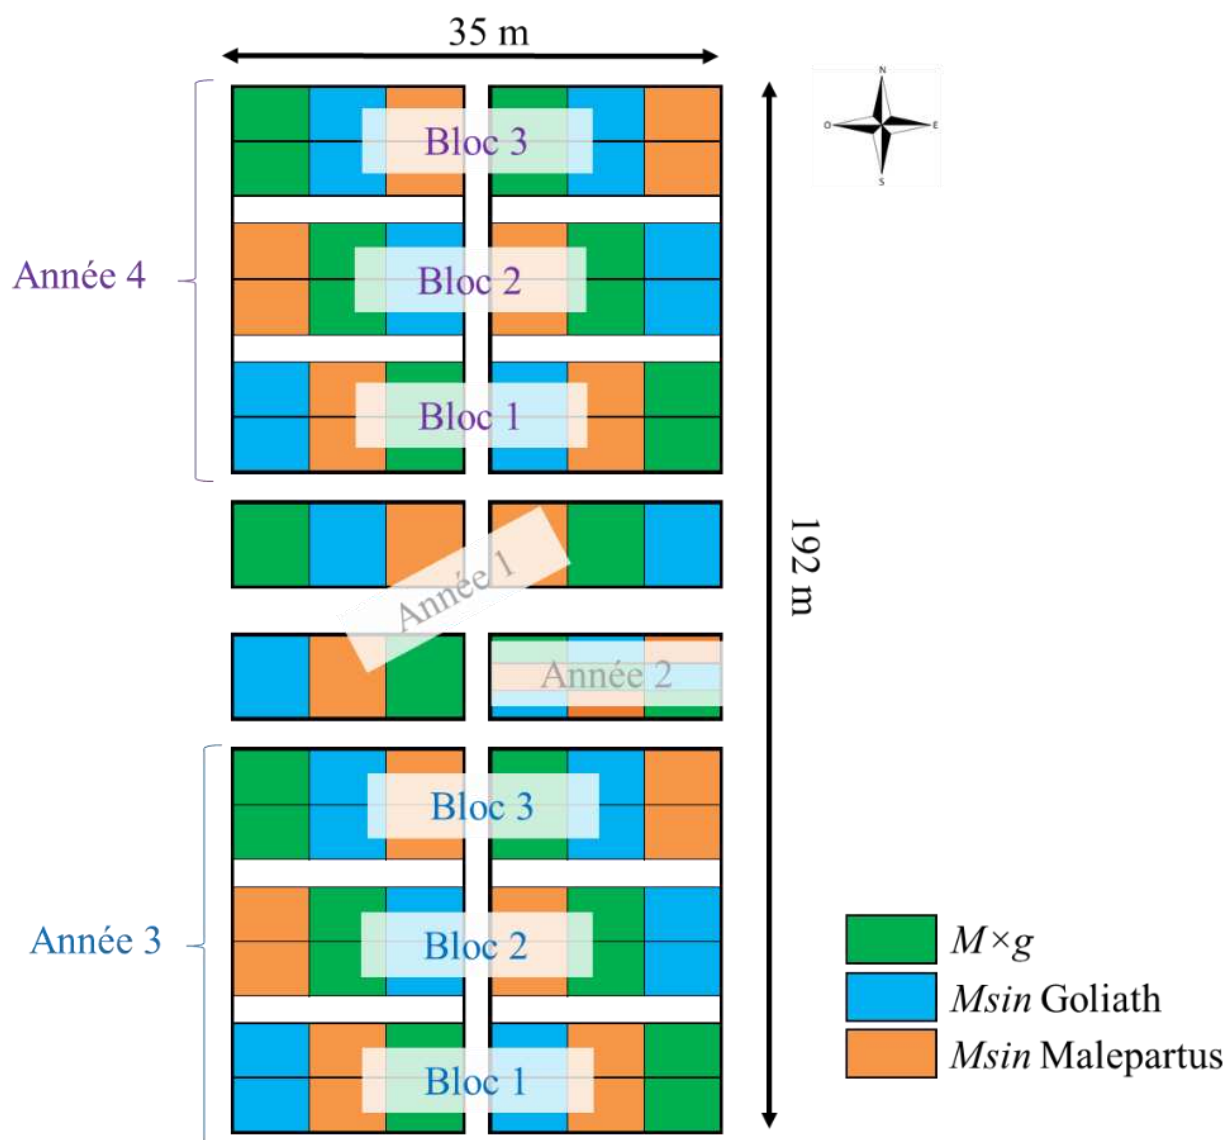 35 m
N
O
E
S
Bloc 3
Année 4
Bloc 2
Bloc 1
Année 1
192 m
Année 2
Bloc 3
Année 3
Bloc 2
Bloc 1
M×g
Msin Goliath
Msin Malepartus